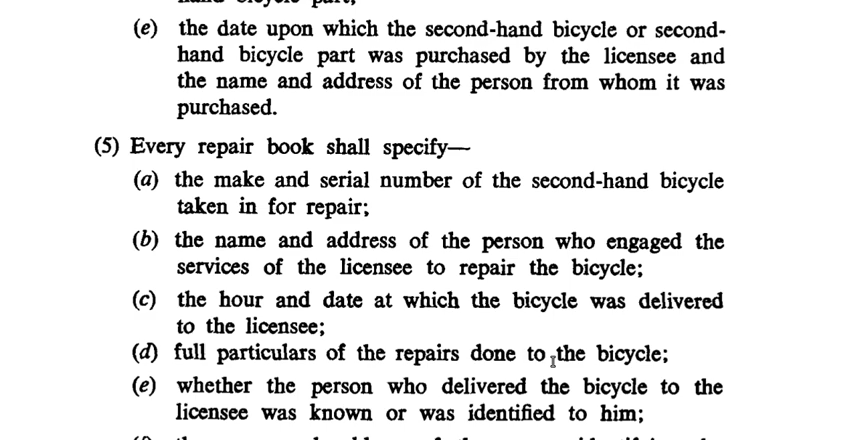 (e) the date upon which the second-hand bicycle or second-
hand bicycle part was purchased by the licensee and
the name and address of the person from whom it was
purchased.
(5) Every repair book shall specify—
(a) the make and serial number of the second-hand bicycle
taken in for repair;
(b) the name and address of the person who engaged the
services of the licensee to repair the bicycle;
(c) the hour and date at which the bicycle was delivered
to the licensee;
(d) full particulars of the repairs done to the bicycle;
(e) whether the person who delivered the bicycle to the
licensee was known or was identified to him;